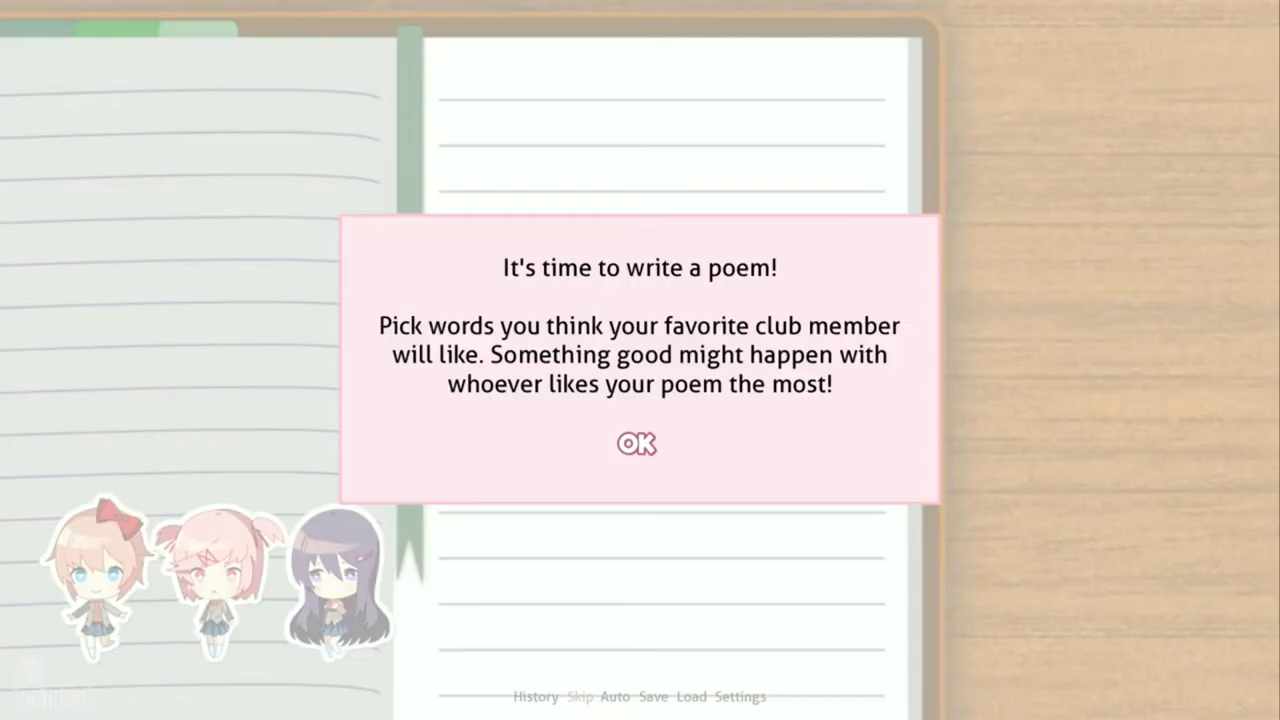 It's time to write a poem!
Pick words you think your favorite club member
will like. Something good might happen with
whoever likes your poem the most!
OK
History Skip Auto Save Load Settings